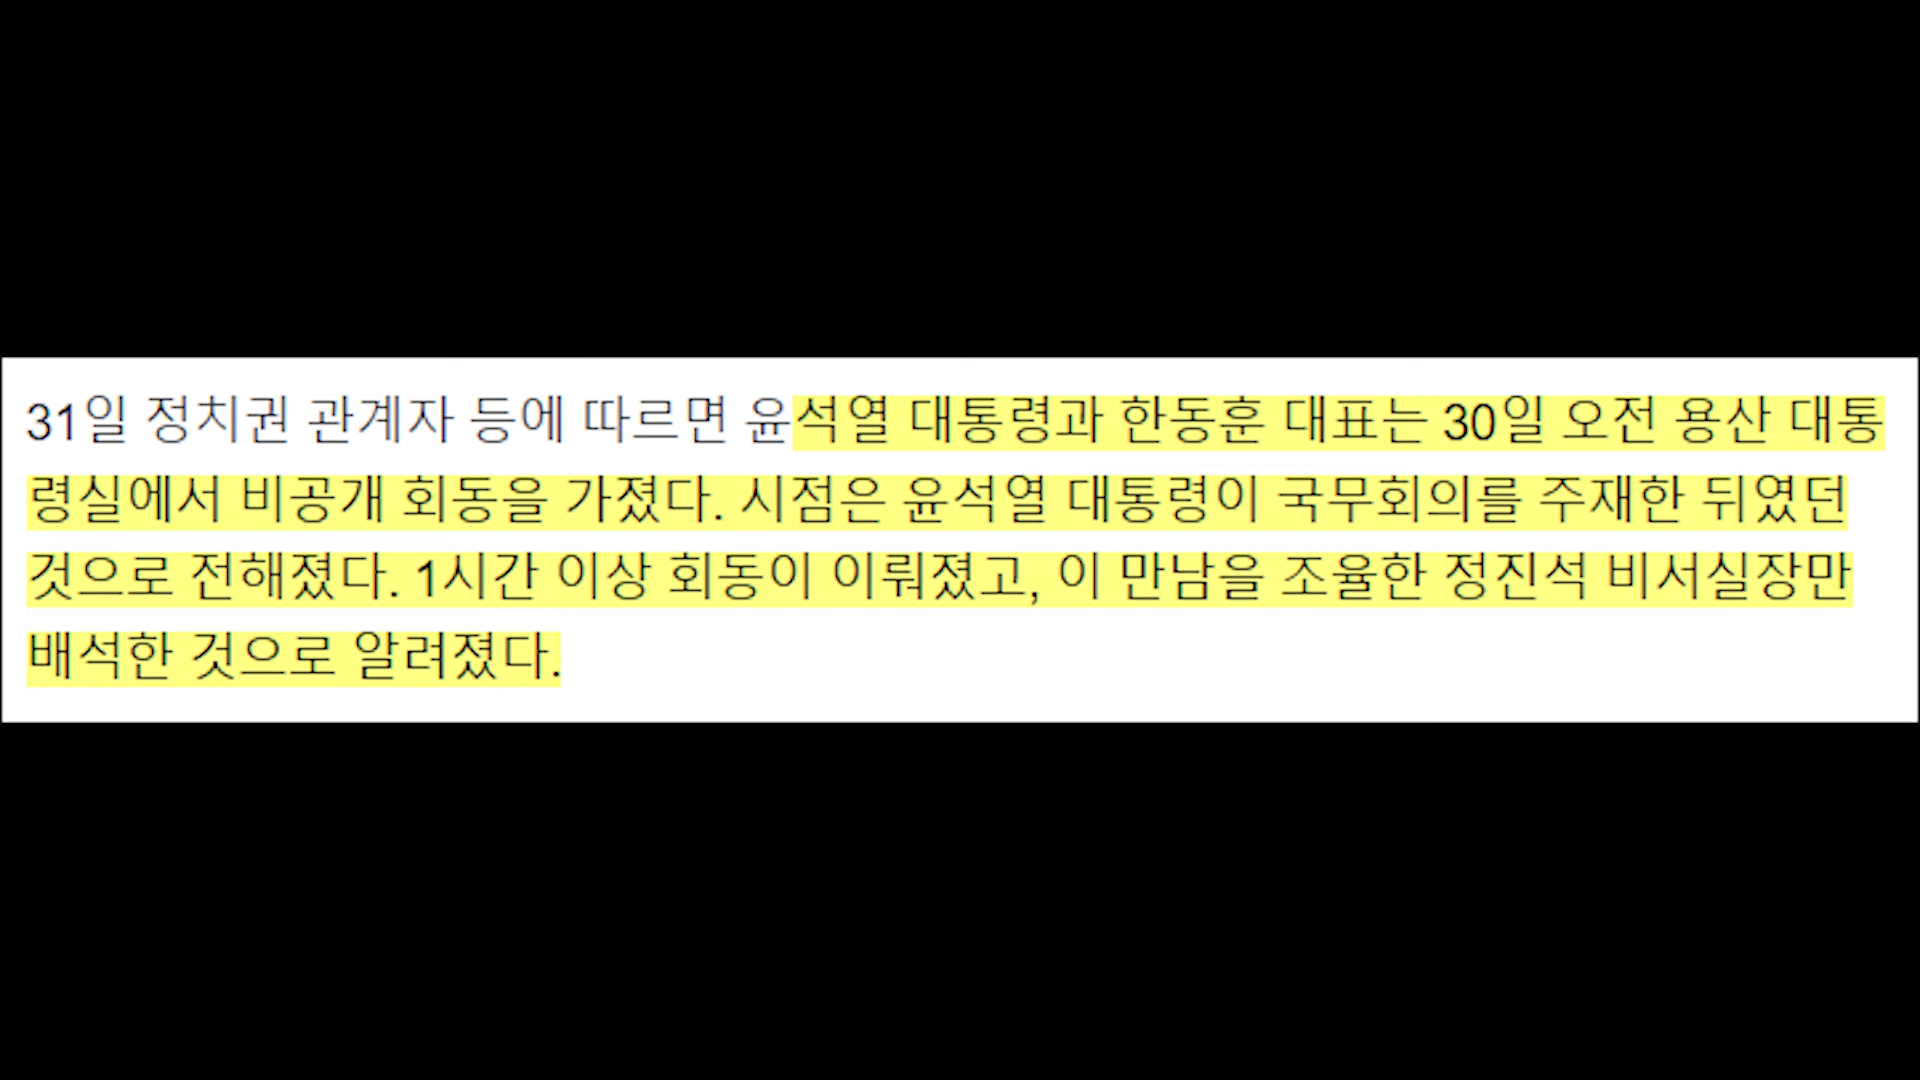 31일 정치권 관계자 등에 따르면 윤석열 대통령과 한동훈 대표는 30일 오전 용산 대통
령실에서 비공개 회동을 가졌다. 시점은 윤석열 대통령이 국무회의를 주재한 뒤였던
것으로 전해졌다. 1시간 이상 회동이 이뤄졌고, 이 만남을 조율한 정진석 비서실장만
배석한 것으로 알려졌다.